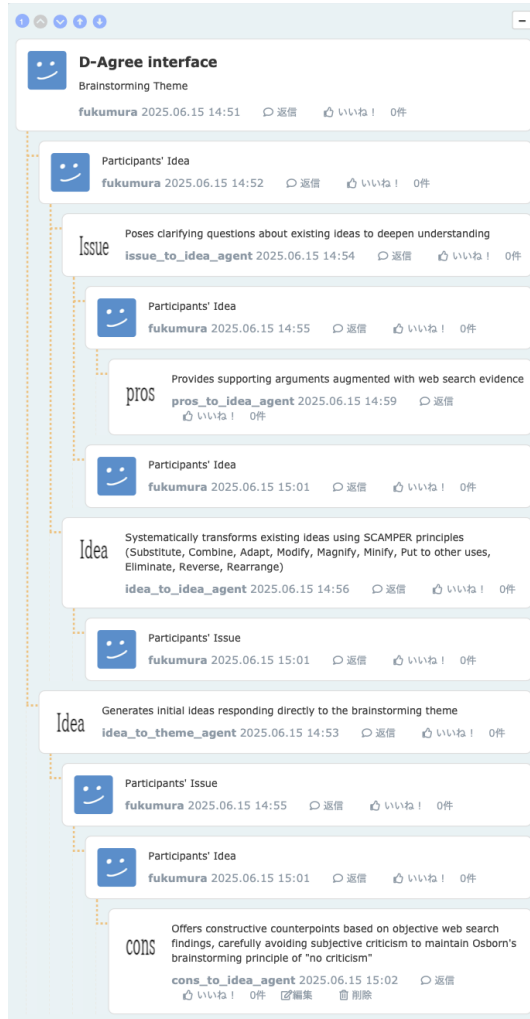 1
D-Agree interface
Brainstorming Theme
fukumura 2025.06.15 14:51 返信 いいね! 0件
Participants' Idea
fukumura 2025.06.15 14:52 返信 いいね! 0件
Issue
Poses clarifying questions about existing ideas to deepen understanding
issue_to_idea_agent 2025.06.15 14:54 返信 いいね! 0件
Participants' Idea
fukumura 2025.06.15 14:55 返信 いいね! 0件
pros
Provides supporting arguments augmented with web search evidence
pros_to_idea_agent 2025.06.15 14:59 返信
いいね! 0件
Participants' Idea
fukumura 2025.06.15 15:01 返信 いいね! 0件
Idea
Systematically transforms existing ideas using SCAMPER principles
(Substitute, Combine, Adapt, Modify, Magnify, Minify, Put to other uses,
Eliminate, Reverse, Rearrange)
idea_to_idea_agent 2025.06.15 14:56 返信 いいね! 0件
Participants' Issue
fukumura 2025.06.15 15:01 返信 いいね! 0件
Idea
Generates initial ideas responding directly to the brainstorming theme
idea_to_theme_agent 2025.06.15 14:53 返信 いいね! 0件
Participants' Issue
fukumura 2025.06.15 14:55 返信 いいね! 0件
Participants' Idea
fukumura 2025.06.15 15:01 返信 いいね! 0件
cons
Offers constructive counterpoints based on objective web search
findings, carefully avoiding subjective criticism to maintain Osborn's
brainstorming principle of "no criticism"
cons_to_idea_agent 2025.06.15 15:02 返信
いいね! 0件 編集 削除